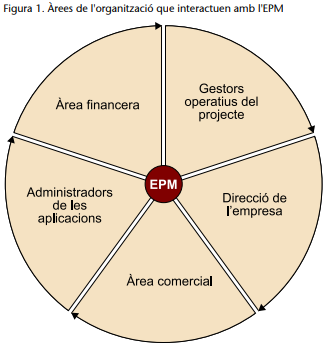 Figura 1. Àrees de l'organització que interactuen amb l'EPM
Àrea financera
Gestors
operatius del
projecte
EPM
Administradors
de les
aplicacions
Direcció de
l'empresa
Àrea comercial